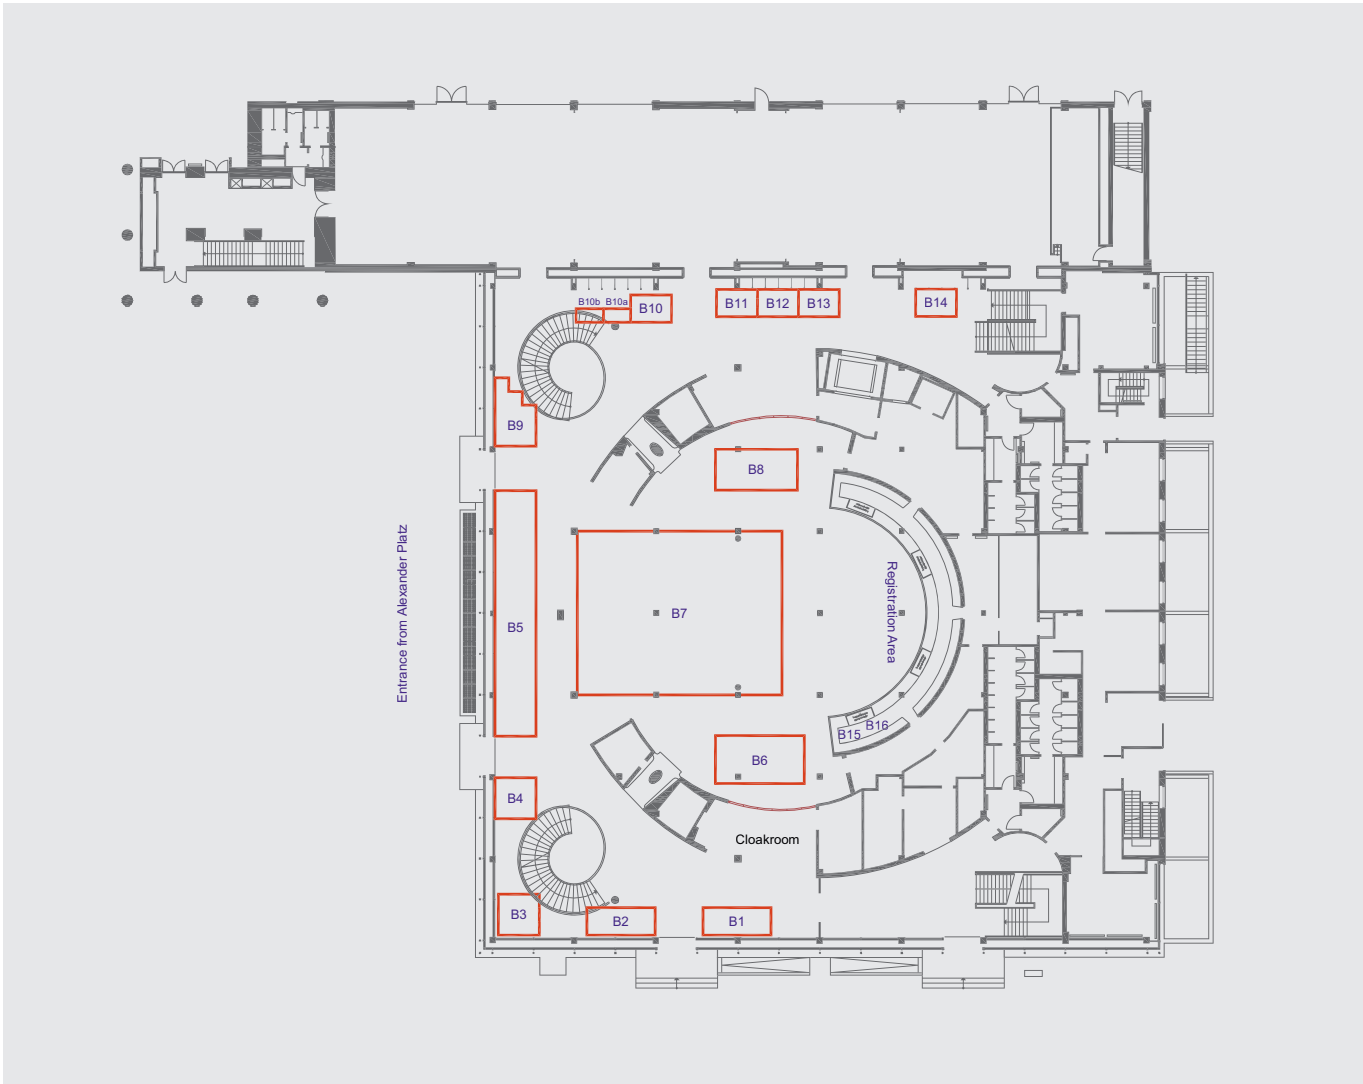 B10b
B10a
B10
B11
B12
B13
B14
B9
B8
Entrance from Alexander Platz
B5
B7
Registration Area
B15
B16
B6
B4
Cloakroom
B3
B2
B1